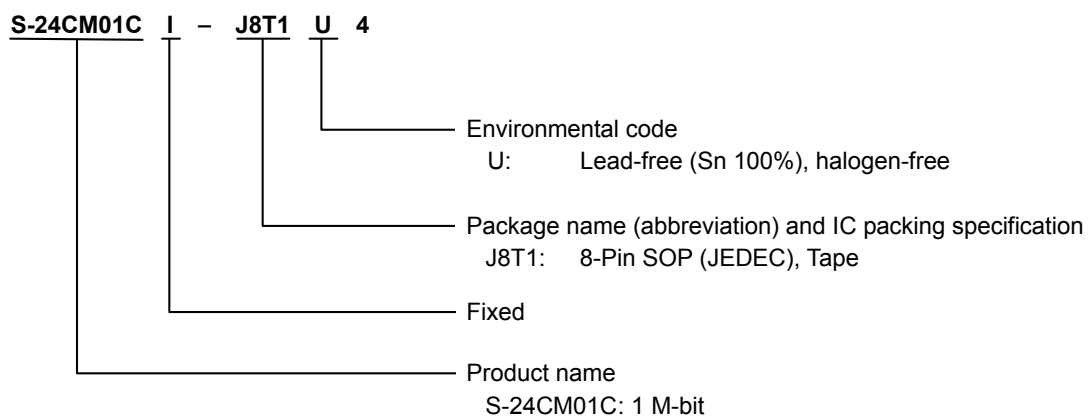 S-24CM01C I – J8T1 U 4
Environmental code
U: Lead-free (Sn 100%), halogen-free
Package name (abbreviation) and IC packing specification
J8T1: 8-Pin SOP (JEDEC), Tape
Fixed
Product name
S-24CM01C: 1 M-bit